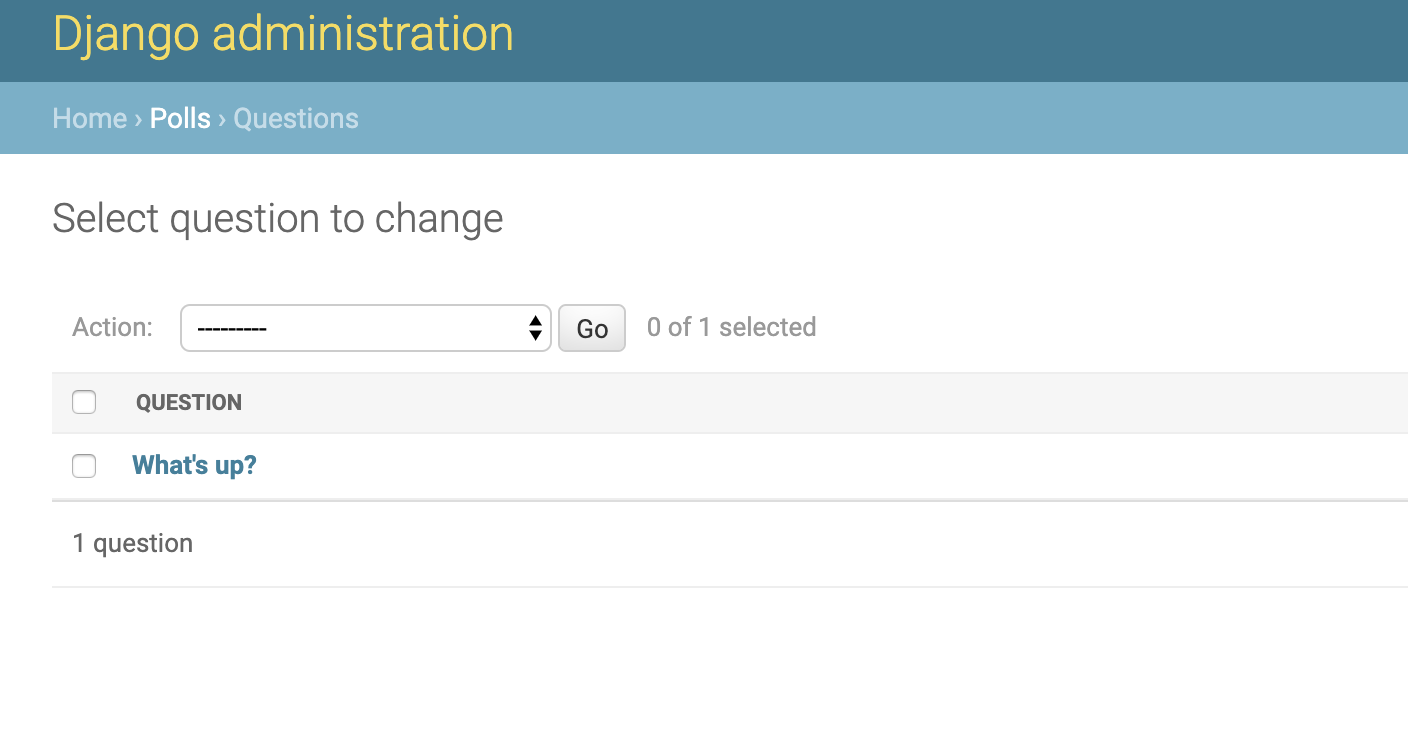 Django administration
Home › Polls › Questions
Select question to change
Action: --------- Go 0 of 1 selected
QUESTION
What's up?
1 question